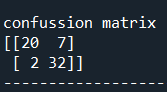 confussion matrix
[[20  7]
 [ 2 32]]
------------------